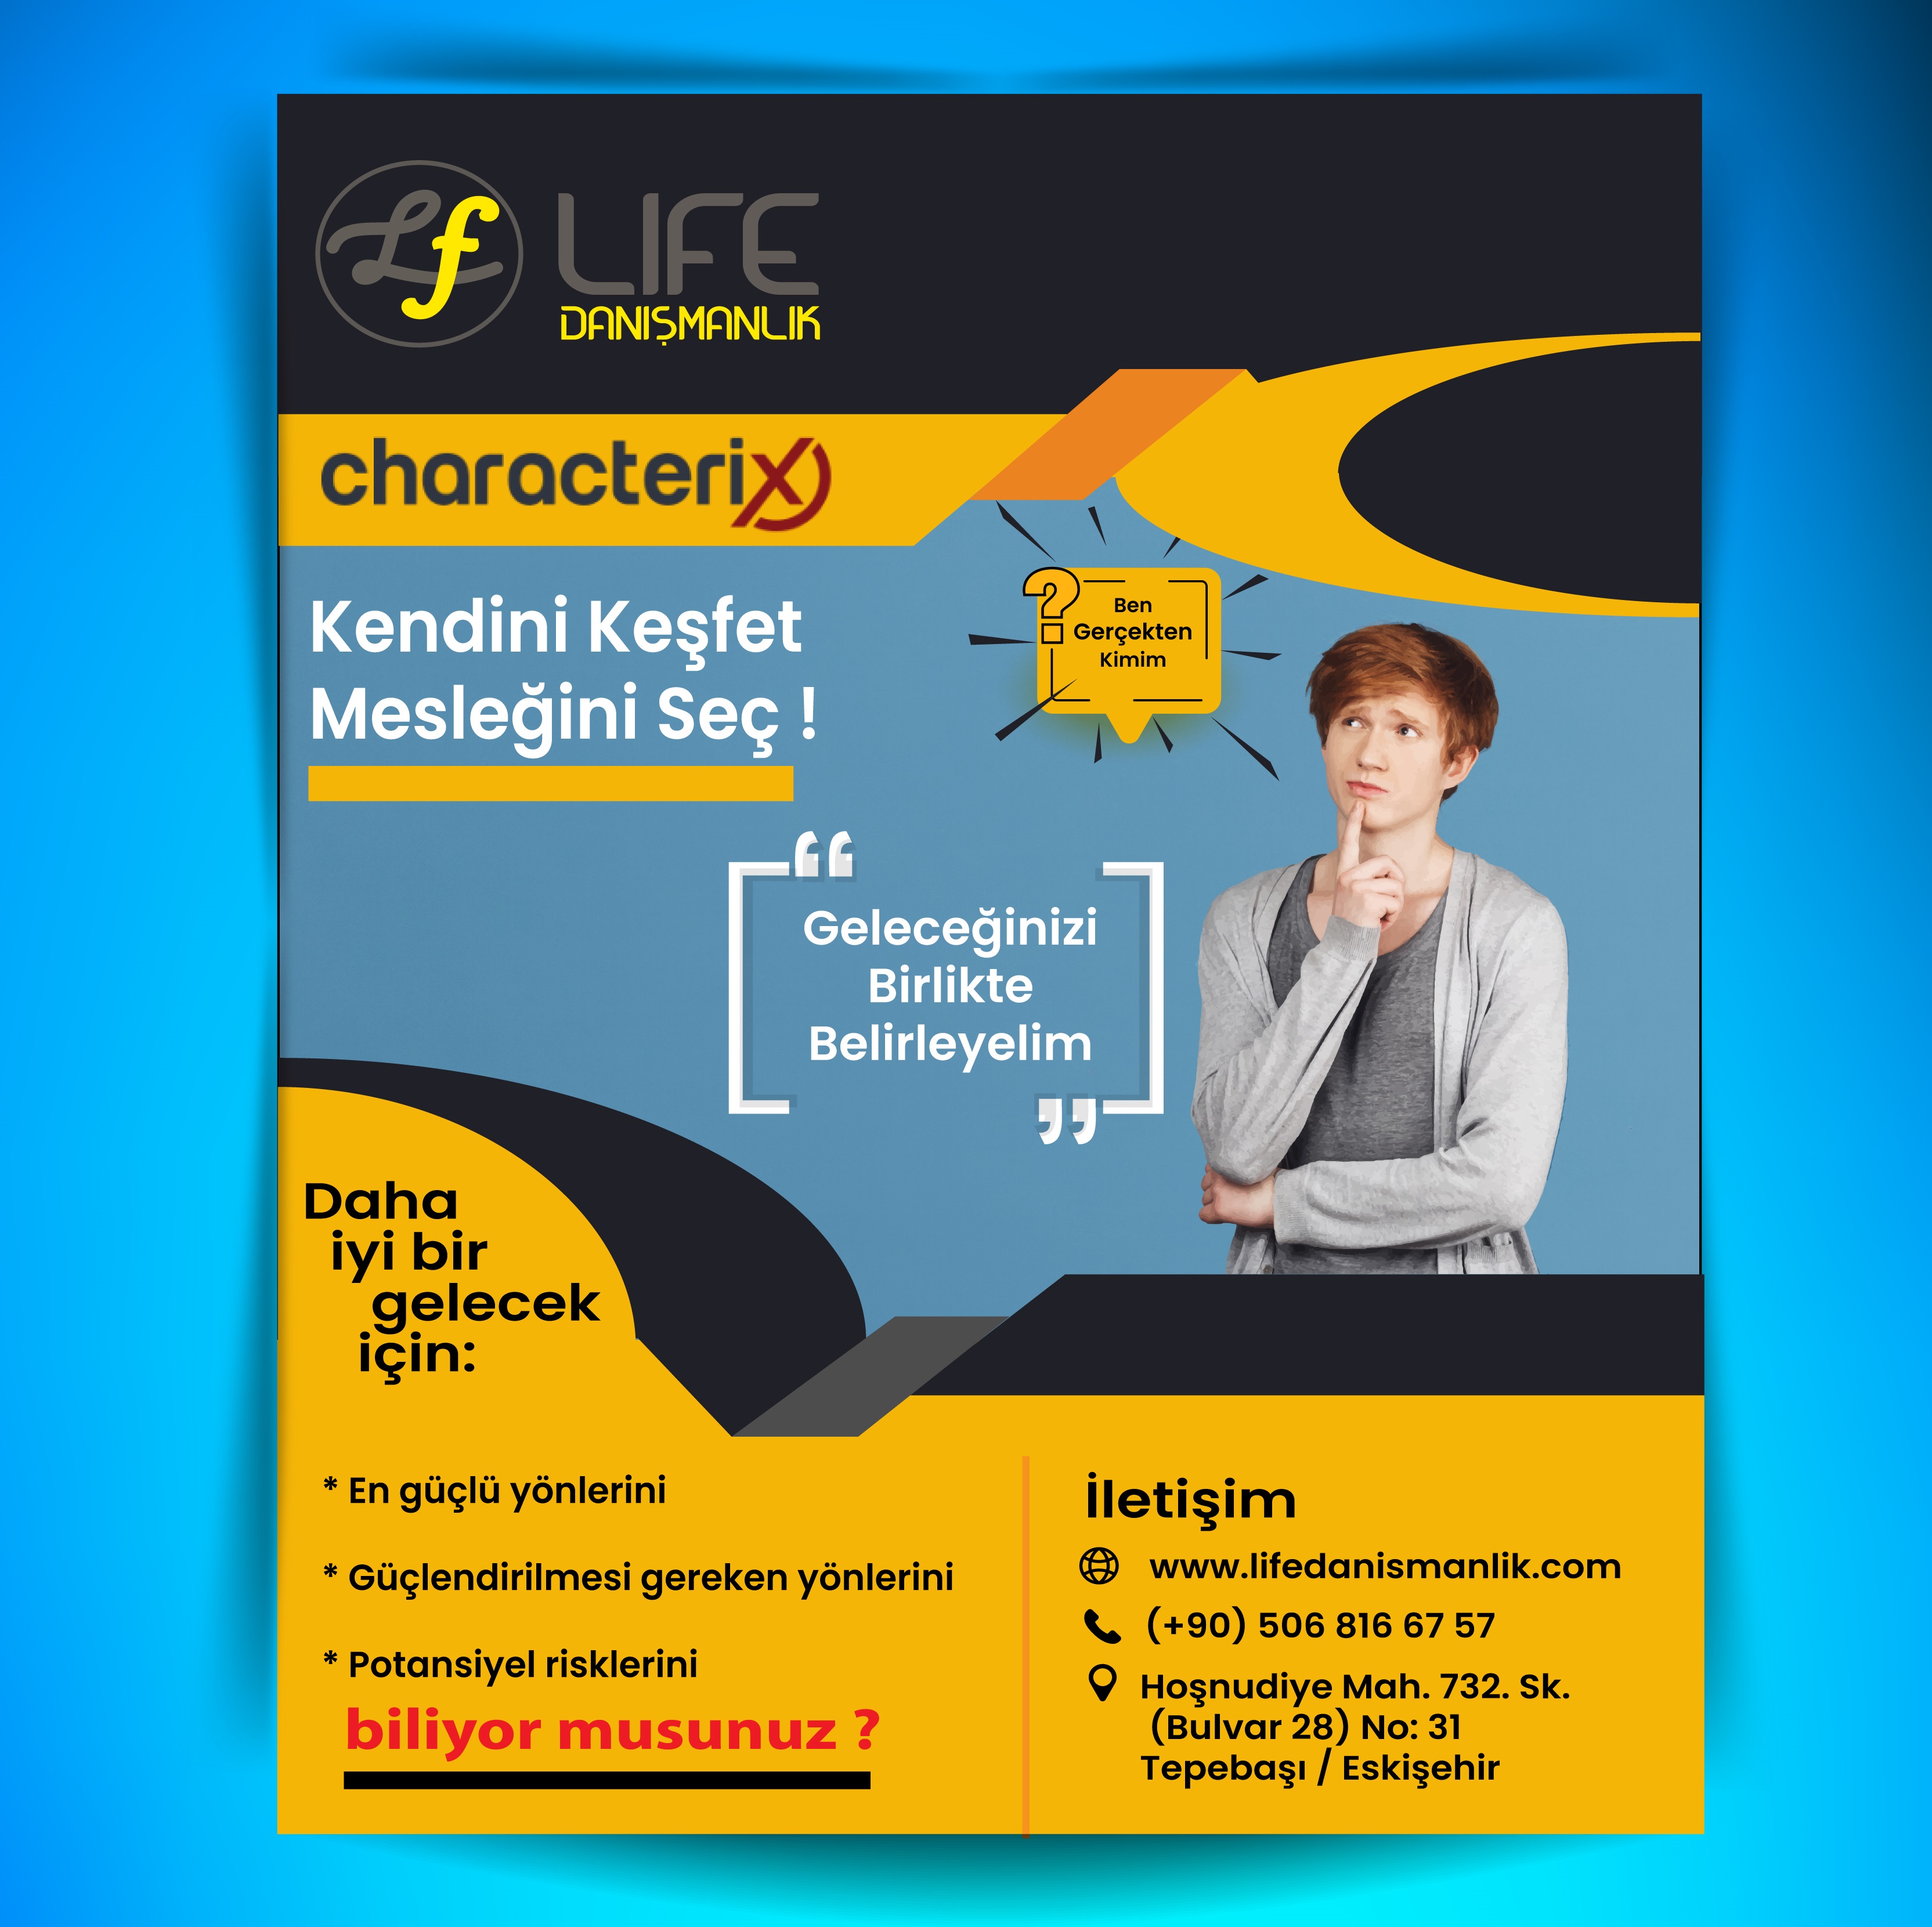 Lf
LIFE
DANIŞMANLIK
characterix
Kendini Keşfet
Mesleğini Seç !
?
Ben
Gerçekten
Kimim
“
Geleceğinizi
Birlikte
Belirleyelim
”
Daha
iyi bir
gelecek
için:
* En güçlü yönlerini
* Güçlendirilmesi gereken yönlerini
* Potansiyel risklerini
biliyor musunuz ?
İletişim
www.lifedanismanlik.com
(+90) 506 816 67 57
Hoşnudiye Mah. 732. Sk.
(Bulvar 28) No: 31
Tepebaşı / Eskişehir